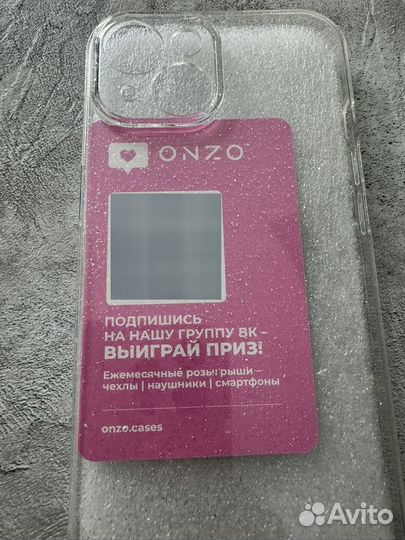 ONZO
ПОДПИШИСЬ
НА НАШУ ГРУППУ ВК –
ВЫИГРАЙ ПРИЗ!
Ежемесячные розыгрыши –
чехлы | наушники | смартфоны
onzo.cases
Avito